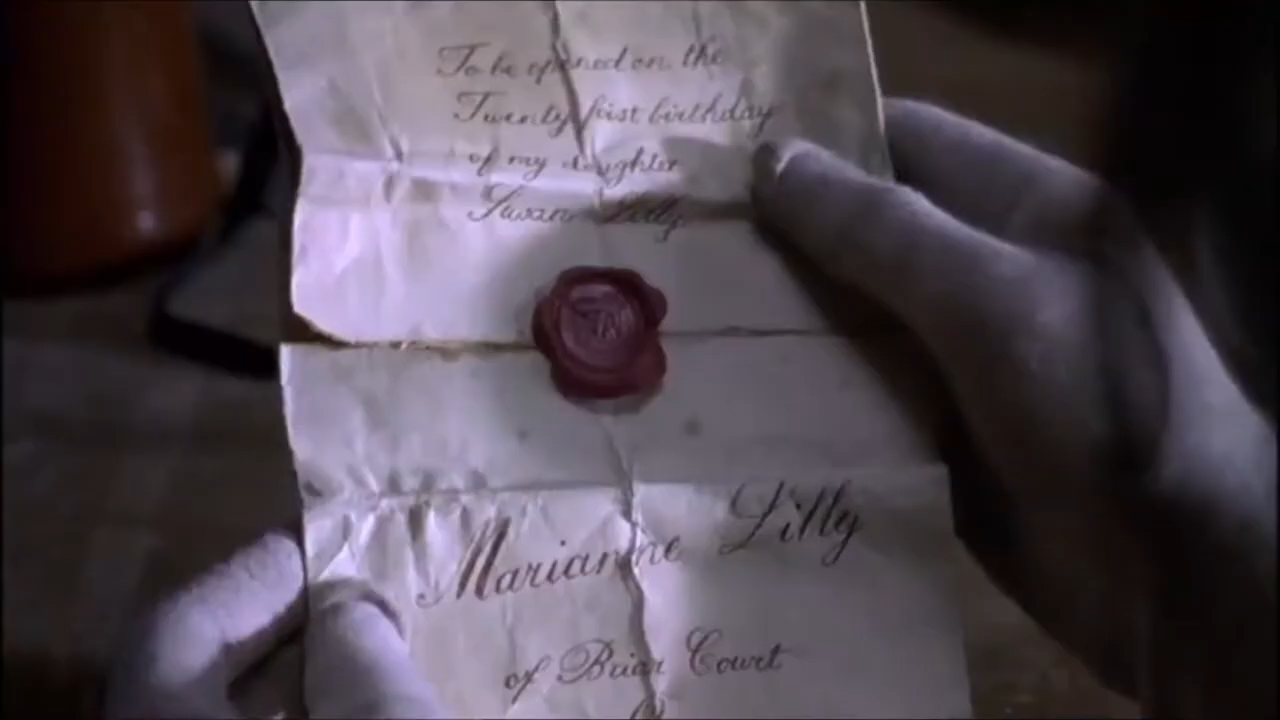 To be opened on the
Twenty first birthday
of my daughter
Susan Lilly
Marianne Lilly
of Briar Court